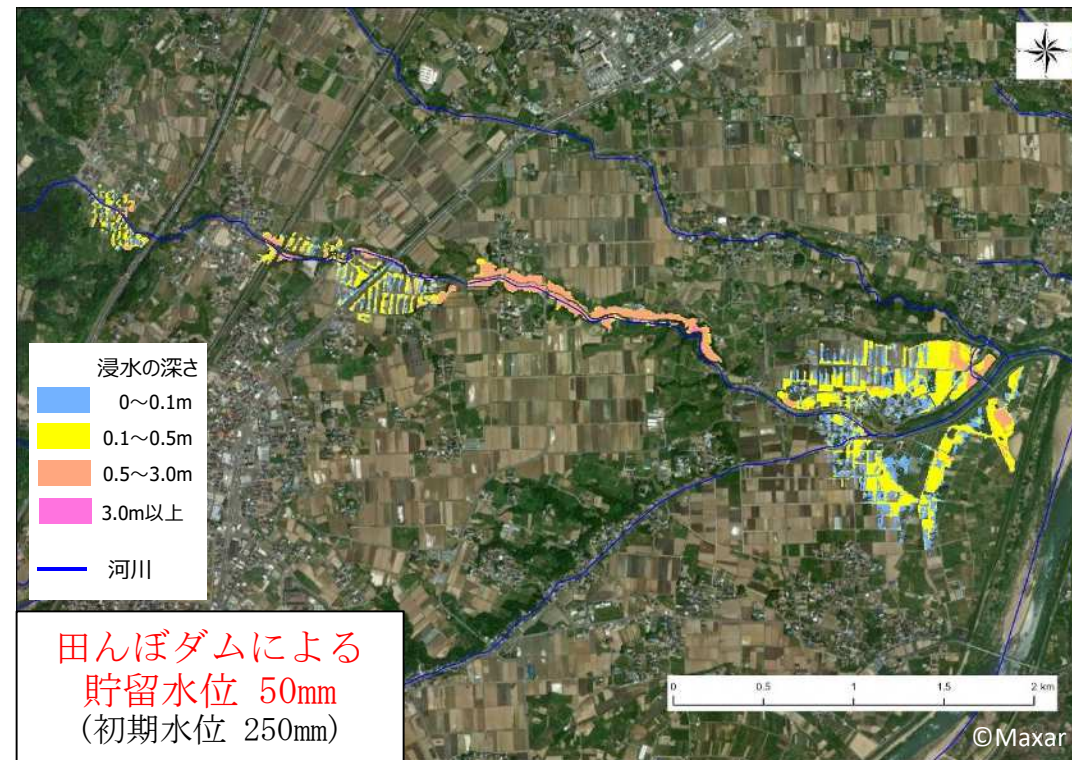 浸水の深さ
0～0.1m
0.1～0.5m
0.5～3.0m
3.0m以上
河川
田んぼダムによる
貯留水位 50mm
(初期水位 250mm)
0 0.5 1 1.5 2 km
©Maxar